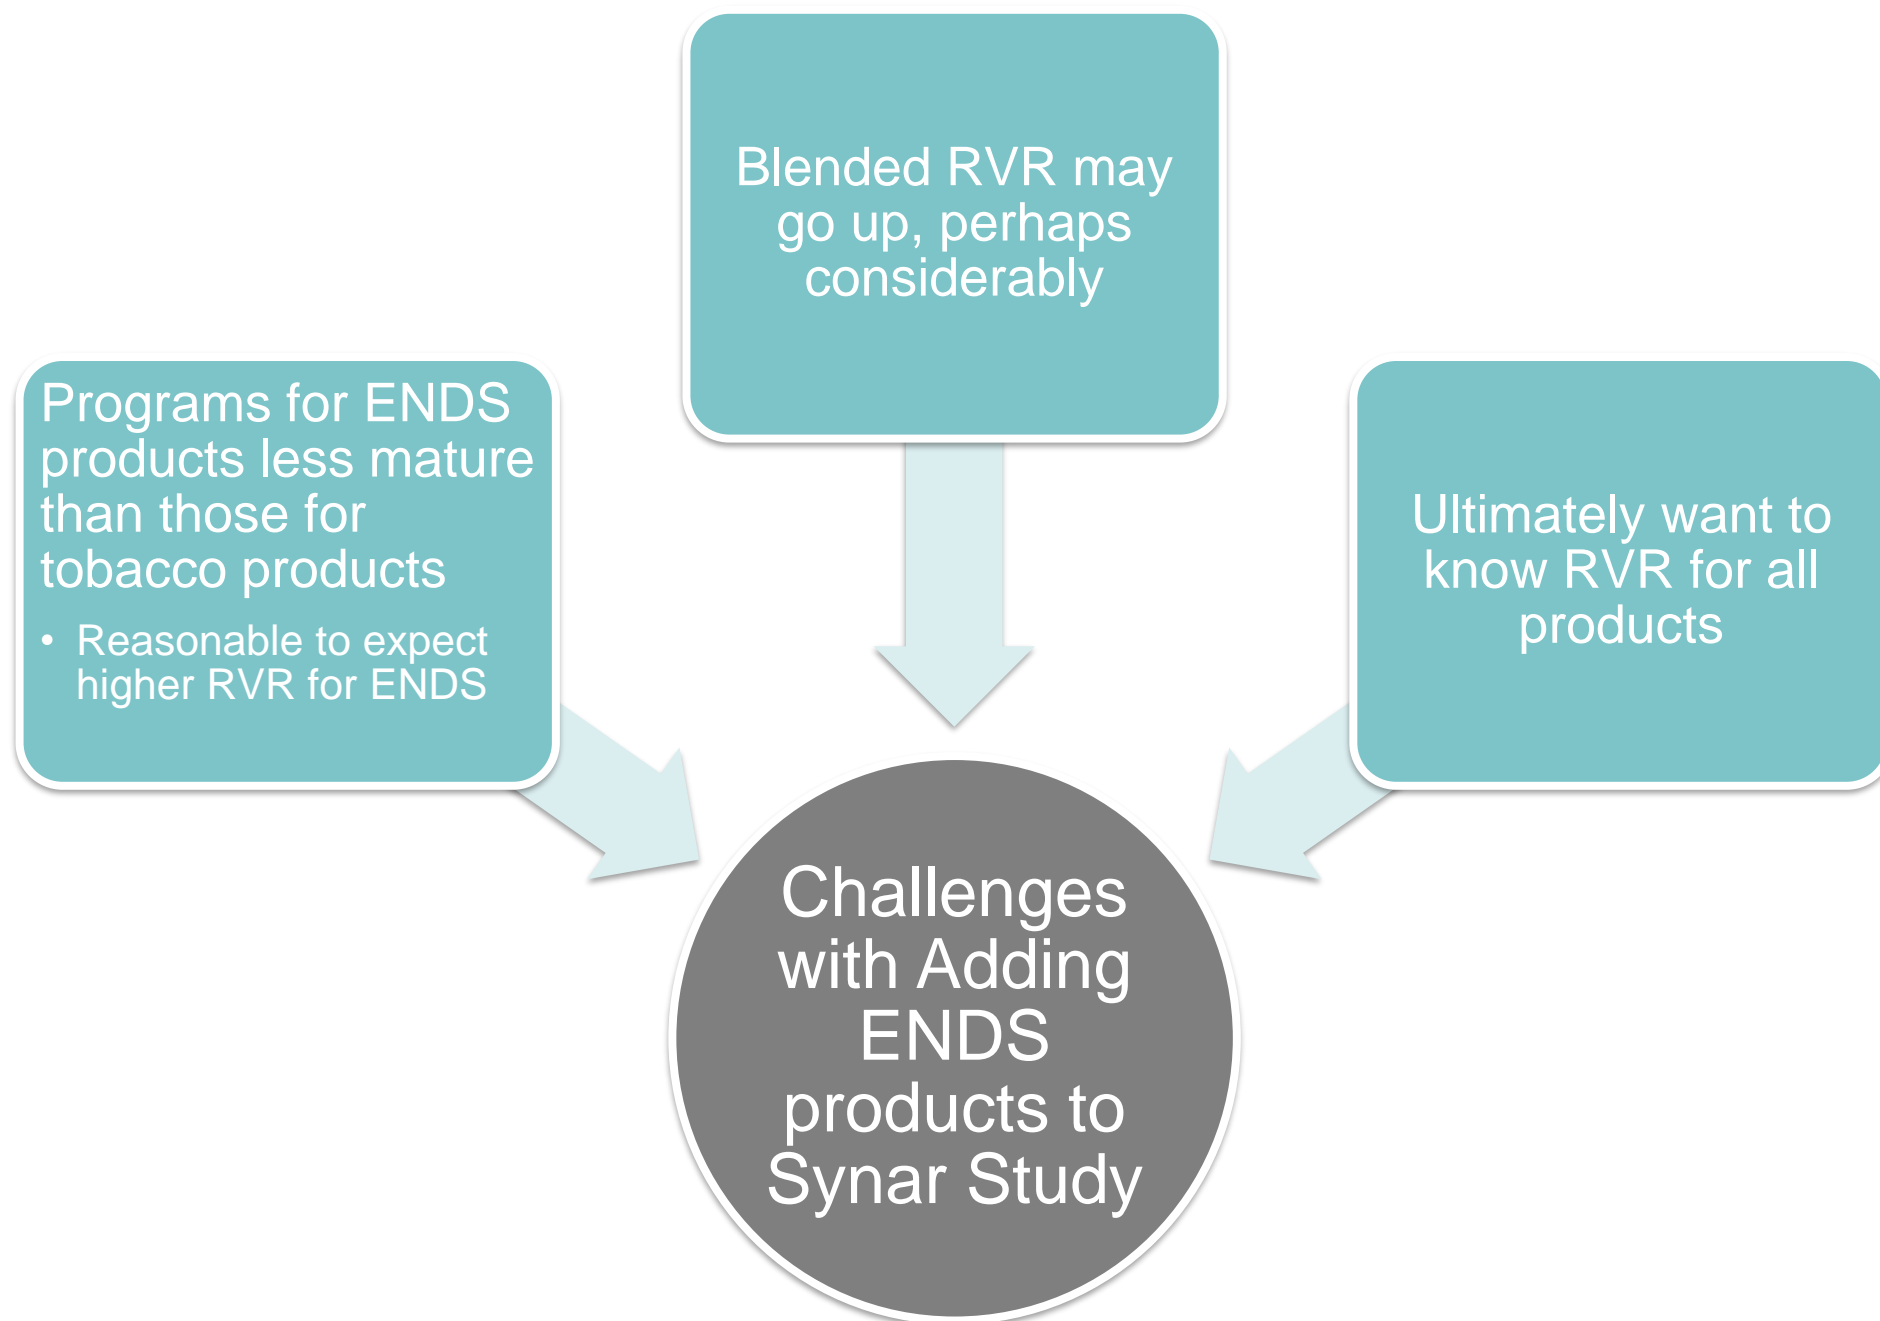 Blended RVR may
go up, perhaps
considerably
Programs for ENDS
products less mature
than those for
tobacco products
• Reasonable to expect
higher RVR for ENDS
Ultimately want to
know RVR for all
products
Challenges
with Adding
ENDS
products to
Synar Study